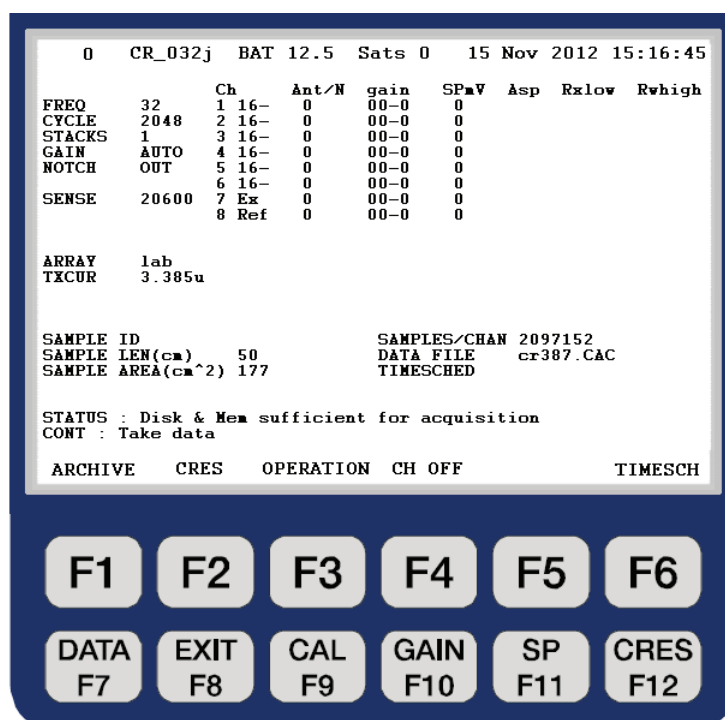 0 CR_032j BAT 12.5 Sats 0 15 Nov 2012 15:16:45
Ch Ant/N gain SPmV Asp Rxlow Rwhigh
FREQ 32 1 16- 0 00-0 0
CYCLE 2048 2 16- 0 00-0 0
STACKS 1 3 16- 0 00-0 0
GAIN AUTO 4 16- 0 00-0 0
NOTCH OUT 5 16- 0 00-0 0
6 16- 0 00-0 0
SENSE 20600 7 Ex 0 00-0 0
8 Ref 0 00-0 0
ARRAY lab
TXCUR 3.385u
SAMPLE ID SAMPLES/CHAN 2097152
SAMPLE LEN(cm) 50 DATA FILE cr387.CAC
SAMPLE AREA(cm^2) 177 TIMESCHED
STATUS : Disk & Mem sufficient for acquisition
CONT : Take data
ARCHIVE CRES OPERATION CH OFF TIMESCH
F1 F2 F3 F4 F5 F6
DATA EXIT CAL GAIN SP CRES
F7 F8 F9 F10 F11 F12